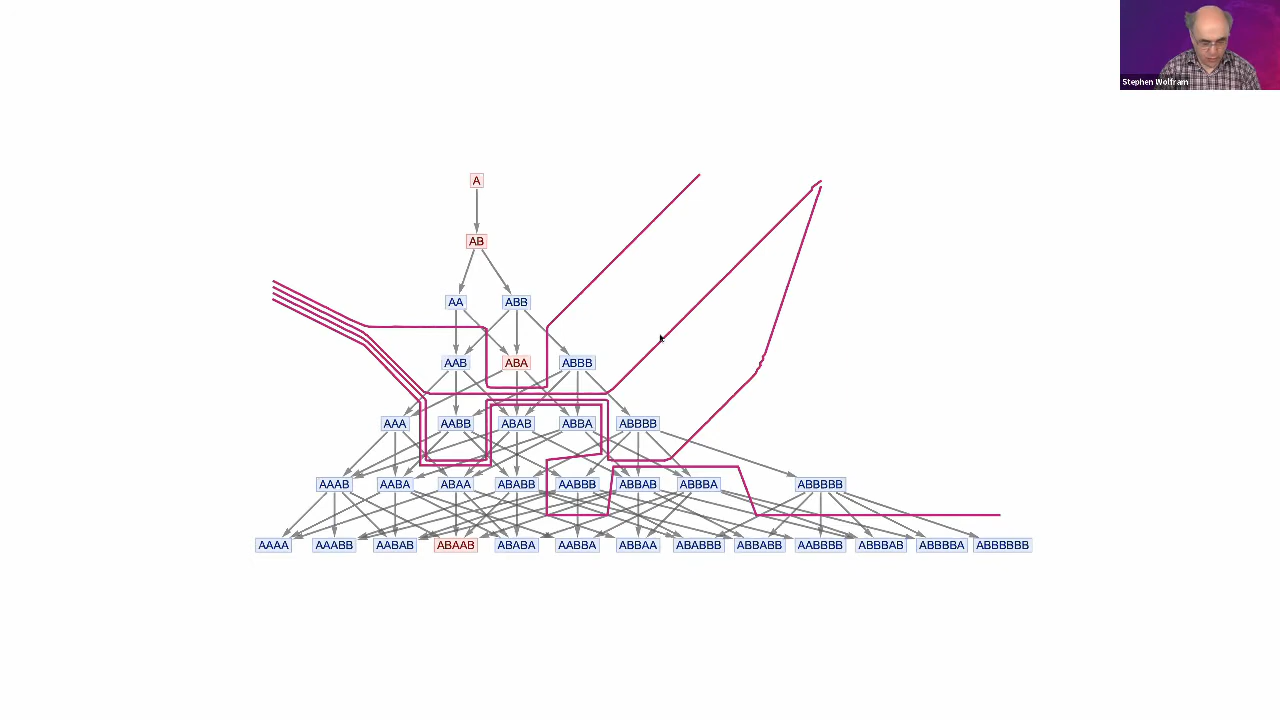 Stephen Wolfram
A
AB
AA ABB
AAB ABA ABBB
AAA AABB ABAB ABBA ABBBB
AAAB AABA ABAA ABABB AABBB ABBAB ABBBA ABBBBB
AAAA AAABB AABAB ABAAB ABABA AABBA ABBAA ABABBB ABBABB AABBBB ABBBAB ABBBBA ABBBBBB